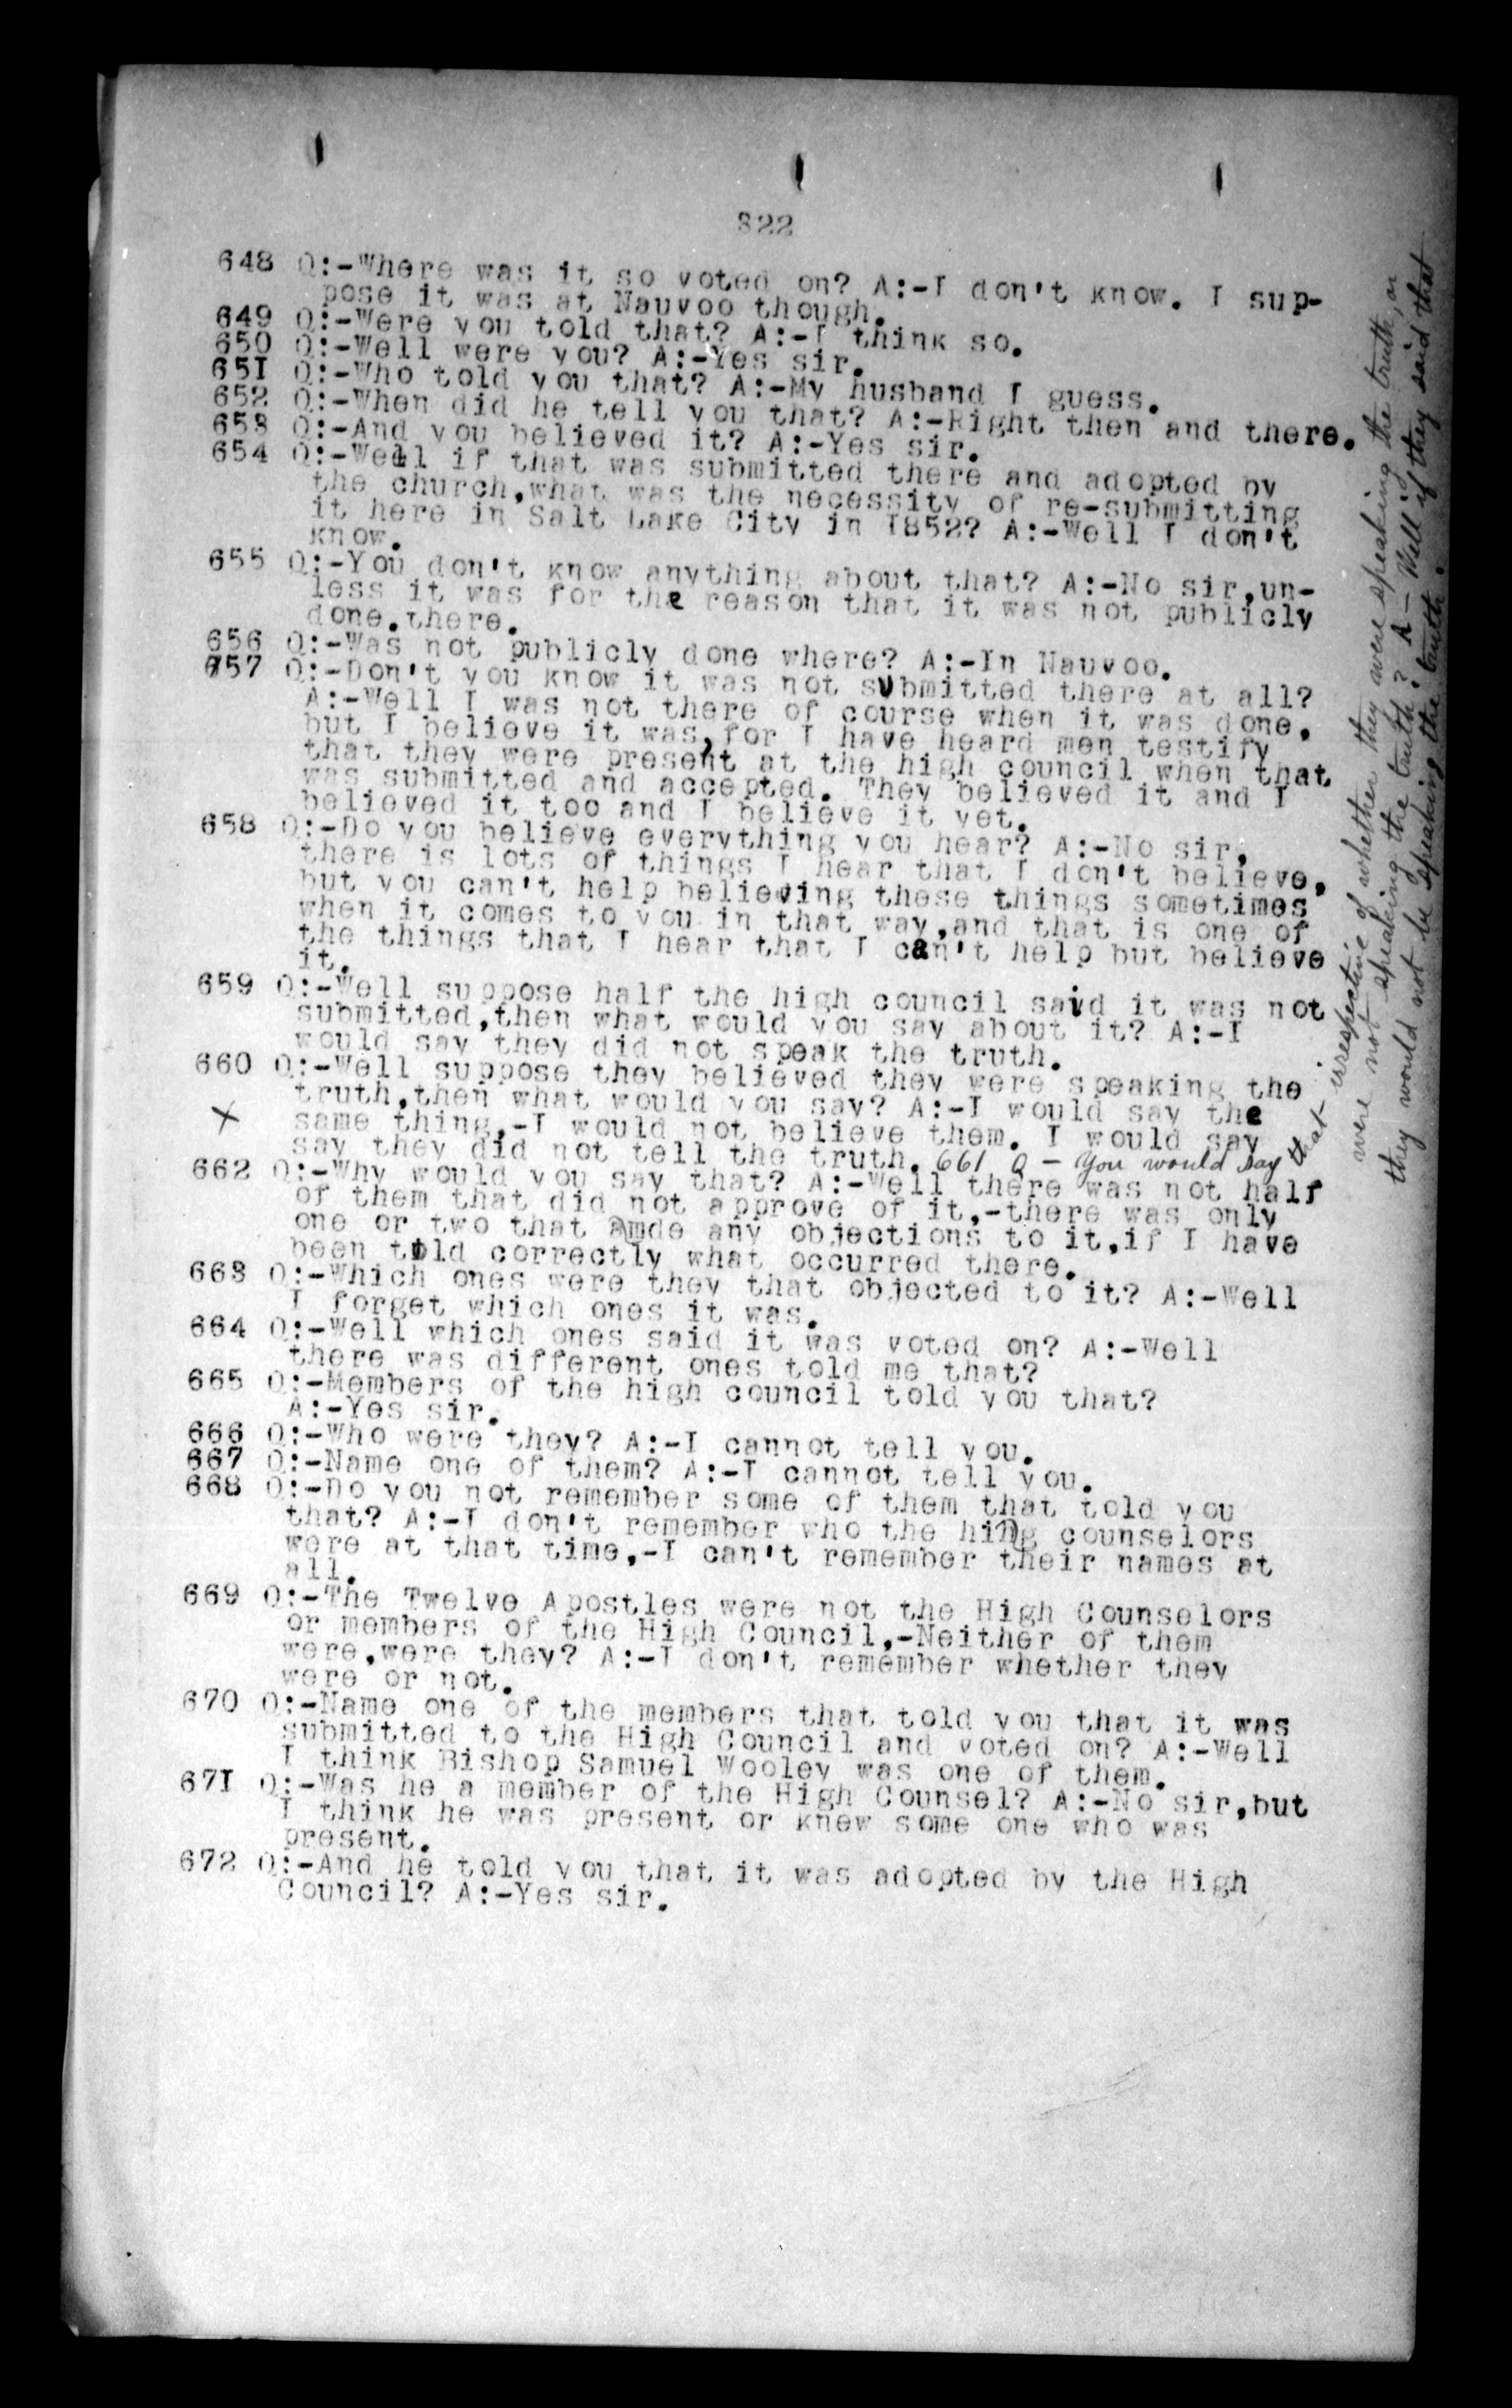 322
648 Q:-Where was it so voted on? A:-I don't know. I sup-
pose it was at Nauvoo though.
649 Q:-Were you told that? A:-I think so.
650 Q:-Well were you? A:-Yes sir.
651 Q:-Who told you that? A:-My husband I guess.
652 Q:-When did he tell you that? A:-Right then and there.
653 Q:-And you believed it? A:-Yes sir.
654 Q:-Well if that was submitted there and adopted by
the church,what was the necessity of re-submitting
it here in Salt Lake City in 1852? A:-Well I don't
know.
655 Q:-You don't know anything about that? A:-No sir,un-
less it was for the reason that it was not publicly
done.there.
656 Q:-Was not publicly done where? A:-In Nauvoo.
657 Q:-Don't you know it was not submitted there at all?
A:-Well I was not there of course when it was done,
but I believe it was,for I have heard men testify
that they were present at the high council when that
was submitted and accepted. They believed it and I
believed it too and I believe it yet.
658 Q:-Do you believe everything you hear? A:-No sir,
there is lots of things I hear that I don't believe,
but you can't help believing these things sometimes
when it comes to you in that way,and that is one of
the things that I hear that I can't help but believe
it.
659 Q:-Well suppose half the high council said it was not
submitted,then what would you say about it? A:-I
would say they did not speak the truth.
660 Q:-Well suppose they believed they were speaking the
truth,then what would you say? A:-I would say the
X same thing,-I would not believe them. I would say
say they did not tell the truth. 661 Q - You would say that -
irrespective of whether they were speaking the truth, or
were not speaking the truth? A - Well if they said that
they would not be speaking the truth.
662 Q:-Why would you say that? A:-Well there was not half
of them that did not approve of it,-there was only
one or two that amde any objections to it,if I have
been told correctly what occurred there.
663 Q:-Which ones were they that objected to it? A:-Well
I forget which ones it was.
664 Q:-Well which ones said it was voted on? A:-Well
there was different ones told me that?
665 Q:-Members of the high council told you that?
A:-Yes sir.
666 Q:-Who were they? A:-I cannot tell you.
667 Q:-Name one of them? A:-I cannot tell you.
668 Q:-Do you not remember some of them that told you
that? A:-I don't remember who the hihg counselors
were at that time,-I can't remember their names at
all.
669 Q:-The Twelve Apostles were not the High Counselors
or members of the High Council,-Neither of them
were,were they? A:-I don't remember whether they
were or not.
670 Q:-Name one of the members that told you that it was
submitted to the High Council and voted on? A:-Well
I think Bishop Samuel Wooley was one of them.
671 Q:-Was he a member of the High Counsel? A:-No sir,but
I think he was present or knew some one who was
present.
672 Q:-And he told you that it was adopted by the High
Council? A:-Yes sir.